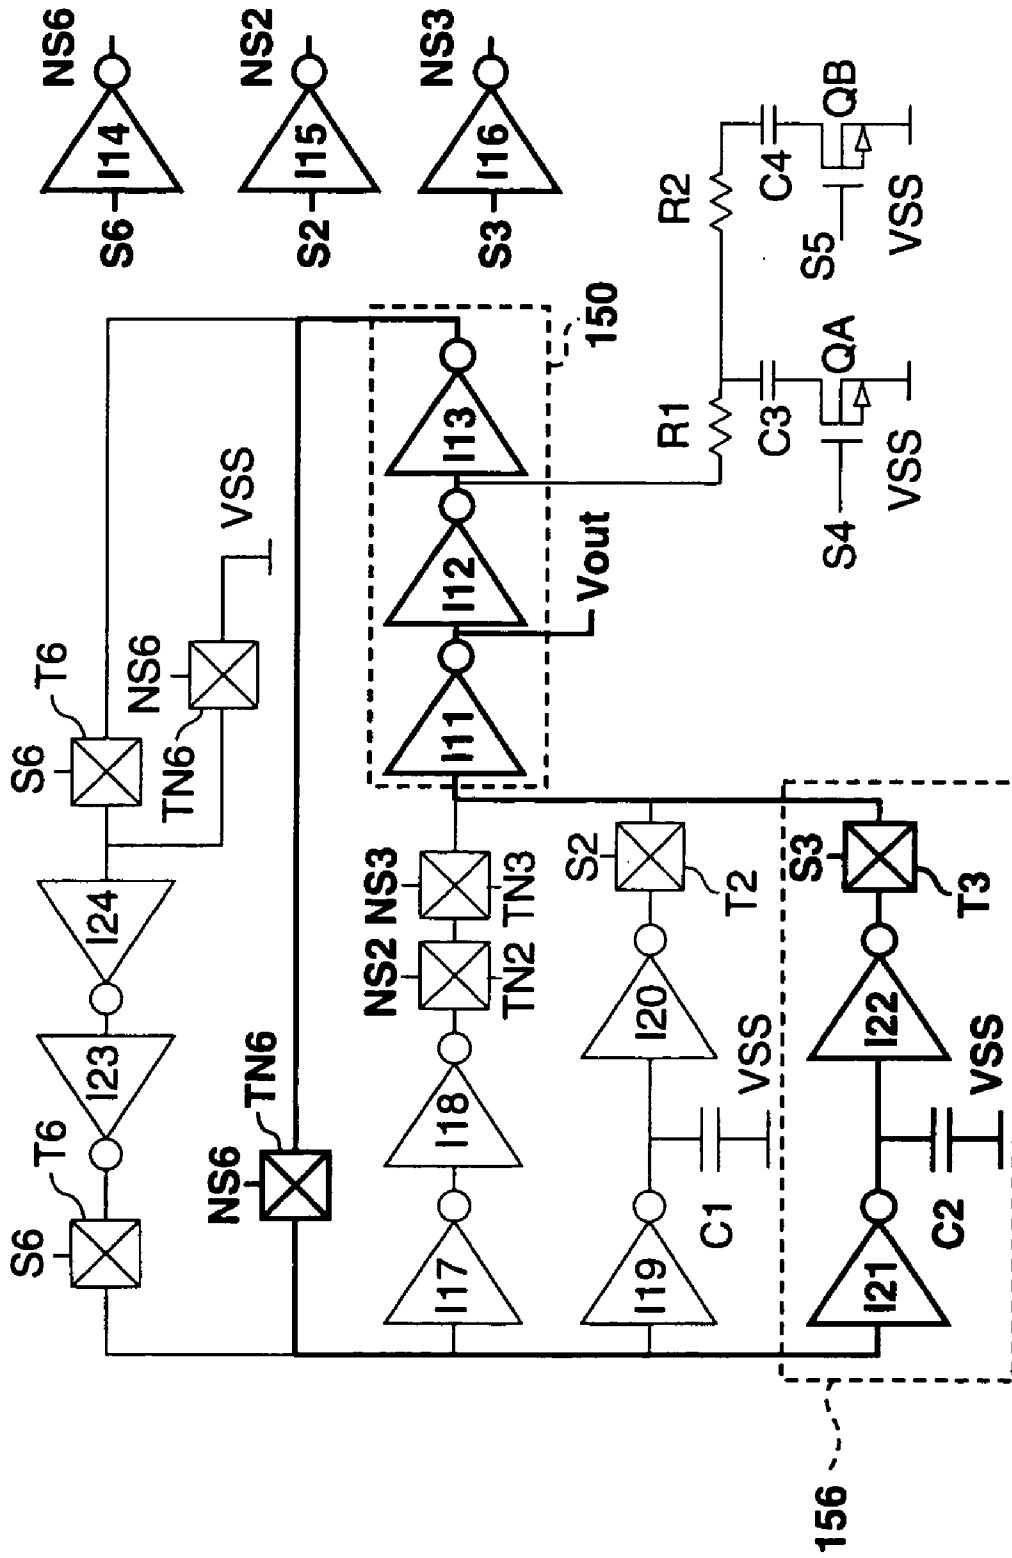 S6
I14
NS6
S2
I15
NS2
S3
I16
NS3
S6
T6
I23
I24
S6
T6
TN6
NS6
VSS
NS6
TN6
I17
I18
NS2
TN2
NS3
TN3
I11
I12
I13
150
Vout
I19
C1
VSS
I20
S2
T2
156
I21
C2
VSS
I22
S3
T3
R1
R2
C3
C4
S4
QA
VSS
S5
QB
VSS